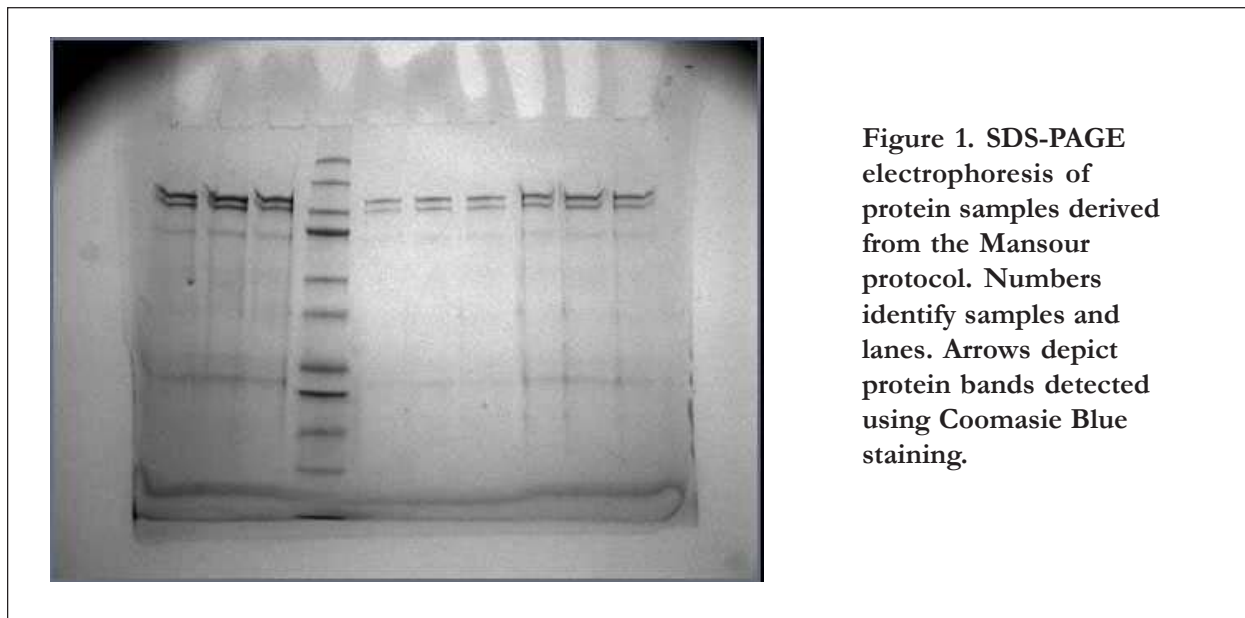 Figure 1. SDS-PAGE
electrophoresis of
protein samples derived
from the Mansour
protocol. Numbers
identify samples and
lanes. Arrows depict
protein bands detected
using Coomasie Blue
staining.